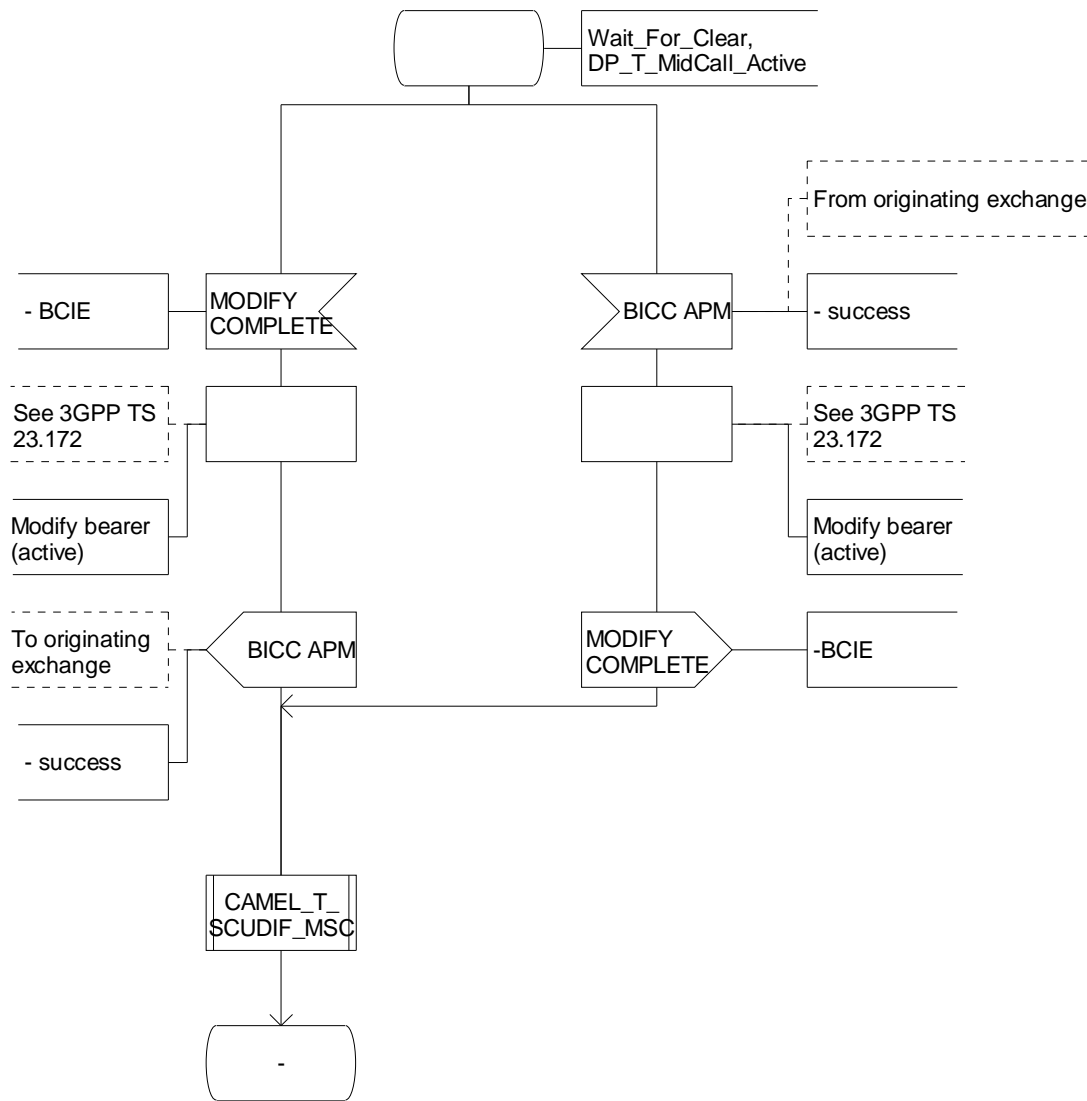 Wait_For_Clear,
DP_T_MidCall_Active
From originating exchange
- BCIE
MODIFY
COMPLETE
BICC APM
- success
See 3GPP TS
23.172
See 3GPP TS
23.172
Modify bearer
(active)
Modify bearer
(active)
To originating
exchange
BICC APM
MODIFY
COMPLETE
-BCIE
- success
CAMEL_T_
SCUDIF_MSC
-